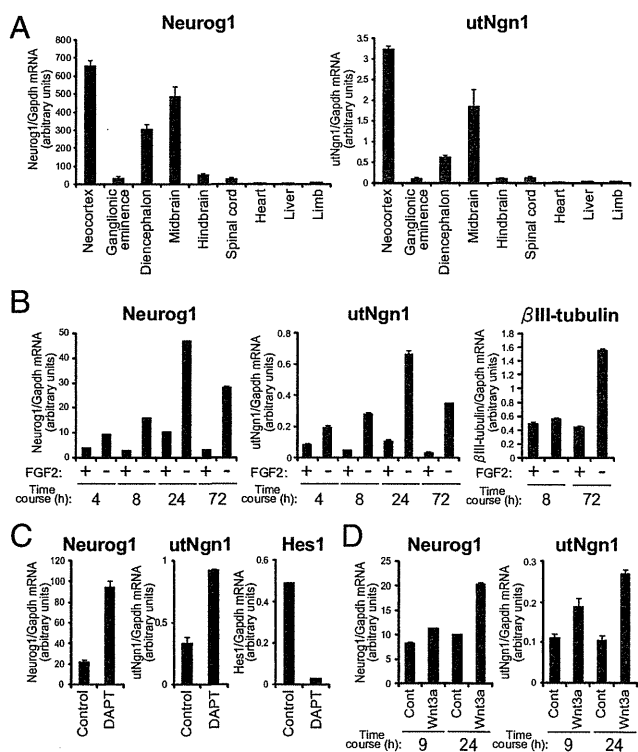 A
Neurog1
utNgn1
Neurog1/Gapdh mRNA
(arbitrary units)
800
700
600
500
400
300
200
100
0
Neocortex
Ganglionic
eminence
Diencephalon
Midbrain
Hindbrain
Spinal cord
Heart
Liver
Limb
utNgn1/Gapdh mRNA
(arbitrary units)
3.5
3
2.5
2
1.5
1
0.5
0
Neocortex
Ganglionic
eminence
Diencephalon
Midbrain
Hindbrain
Spinal cord
Heart
Liver
Limb
B
Neurog1
utNgn1
βIII-tubulin
Neurog1/Gapdh mRNA
(arbitrary units)
50
40
30
20
10
0
FGF2: + - + - + - + -
Time
course (h): 4 8 24 72
utNgn1/Gapdh mRNA
(arbitrary units)
0.8
0.6
0.4
0.2
0
FGF2: + - + - + - + -
Time
course (h): 4 8 24 72
βIII-tubulin/Gapdh mRNA
(arbitrary units)
1.8
1.6
1.4
1.2
1
0.8
0.6
0.4
0.2
0
FGF2: + - + -
Time
course (h): 8 72
C
Neurog1
utNgn1
Hes1
Neurog1/Gapdh mRNA
(arbitrary units)
120
100
80
60
40
20
0
Control
DAPT
utNgn1/Gapdh mRNA
(arbitrary units)
1
0.5
0
Control
DAPT
Hes1/Gapdh mRNA
(arbitrary units)
0.6
0.4
0.2
0
Control
DAPT
D
Neurog1
utNgn1
Neurog1/Gapdh mRNA
(arbitrary units)
25
20
15
10
5
0
Cont
Wnt3a
Cont
Wnt3a
Time
course (h): 9 24
utNgn1/Gapdh mRNA
(arbitrary units)
0.3
0.2
0.1
0
Cont
Wnt3a
Cont
Wnt3a
Time
course (h): 9 24